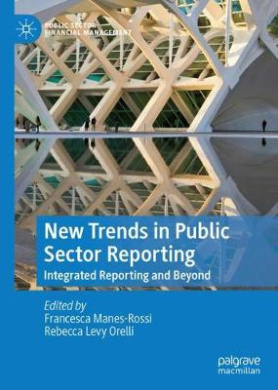 PUBLIC SECTOR
FINANCIAL MANAGEMENT
New Trends in Public
Sector Reporting
Integrated Reporting and Beyond
Edited by
Francesca Manes-Rossi
Rebecca Levy Orelli
palgrave
macmillan